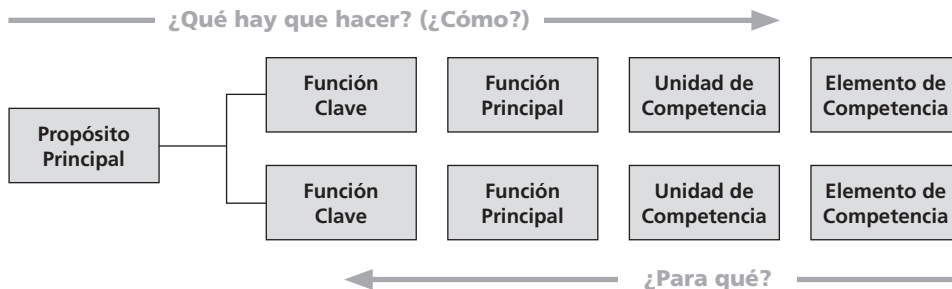 ¿Qué hay que hacer? (¿Cómo?)
Función
Clave
Función
Principal
Unidad de
Competencia
Elemento de
Competencia
Propósito
Principal
Función
Clave
Función
Principal
Unidad de
Competencia
Elemento de
Competencia
¿Para qué?